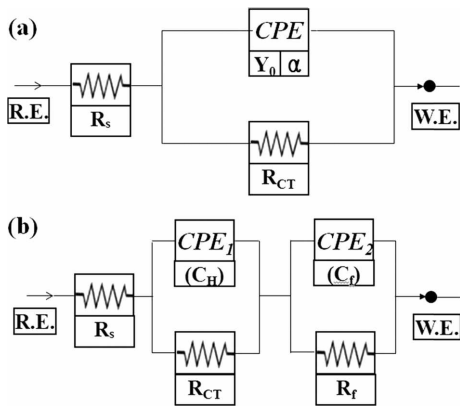 (a)
CPE
Y0 α
R.E.
Rs
W.E.
RCT
(b)
CPE1 CPE2
(CH) (Cf)
R.E.
Rs
W.E.
RCT Rf